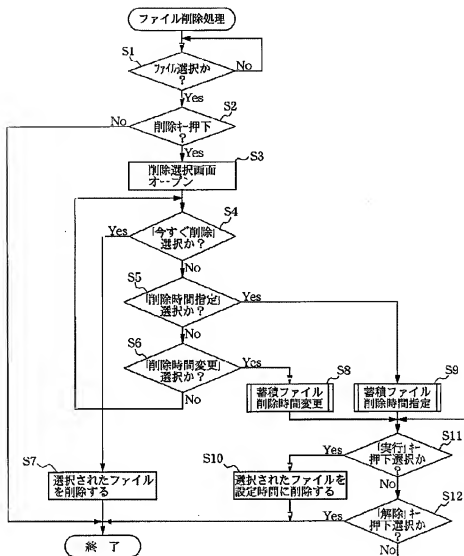 ファイル削除処理
S1
ファイル選択か
?
No
Yes
S2
No
削除キー押下
?
Yes
S3
削除選択画面
オープン
S4
Yes
「今すぐ削除」
選択か?
No
S5
「削除時間指定」
選択か?
Yes
No
S6
「削除時間変更」
選択か?
Yes
No
S8
蓄積ファイル
削除時間変更
S9
蓄積ファイル
削除時間指定
S11
「実行」キー
押下選択か
?
Yes
No
S7
選択されたファイル
を削除する
S10
選択されたファイルを
設定時間に削除する
S12
「解除」キー
押下選択か
?
Yes
No
終了